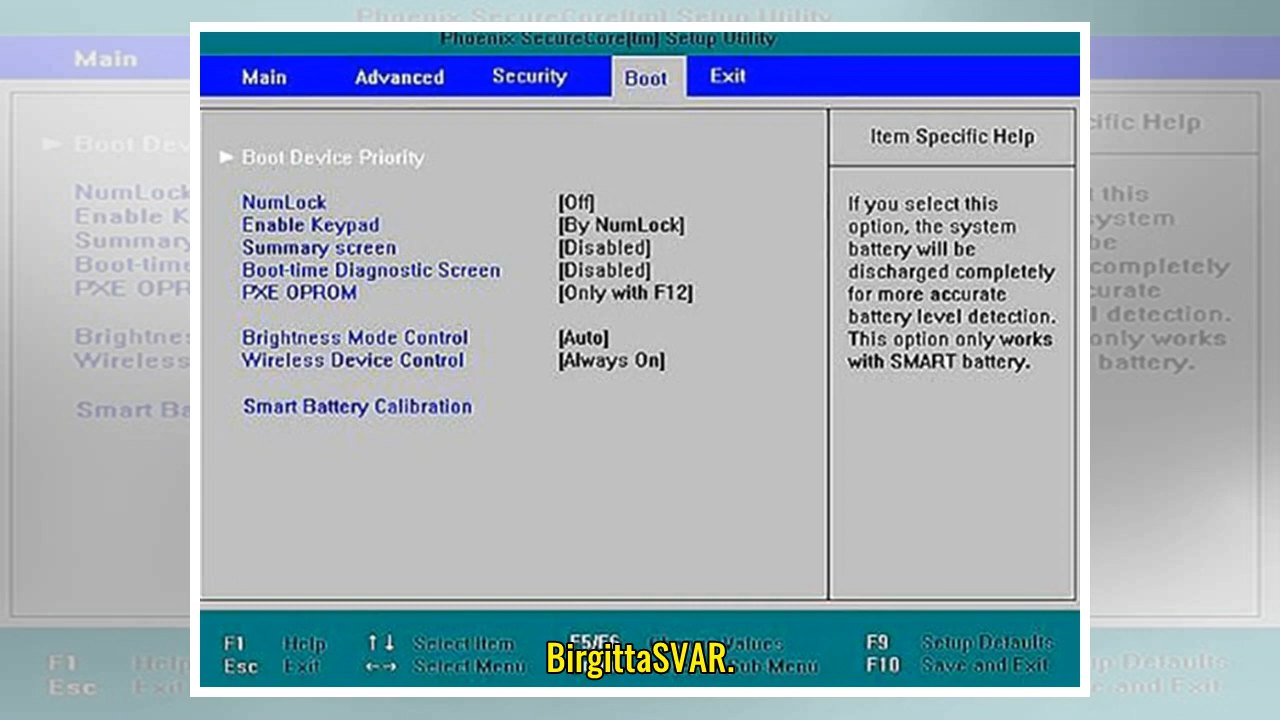 Phoenix SecureCore[tm] Setup Utility
Main Advanced Security Boot Exit
Item Specific Help
Boot Device Priority
NumLock [Off]
Enable Keypad [By NumLock]
Summary screen [Disabled]
Boot-time Diagnostic Screen [Disabled]
PXE OPROM [Only with F12]
Brightness Mode Control [Auto]
Wireless Device Control [Always On]
Smart Battery Calibration
If you select this
option, the system
battery will be
discharged completely
for more accurate
battery level detection.
This option only works
with SMART battery.
F1 Help ↑↓ Select Item F5/F6 Values F9 Setup Defaults
Esc Exit ←→ Select Menu Menu F10 Save and Exit
BirgittaSVAR.